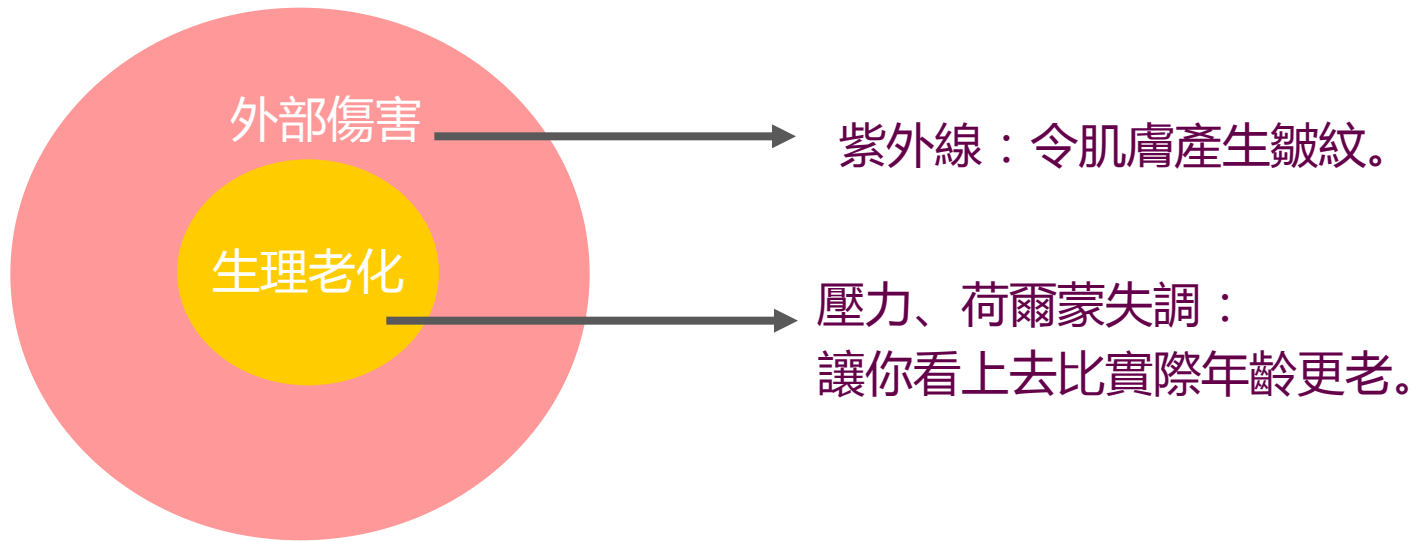 外部傷害
紫外線：令肌膚產生皺紋。
生理老化
壓力、荷爾蒙失調：
讓你看上去比實際年齡更老。